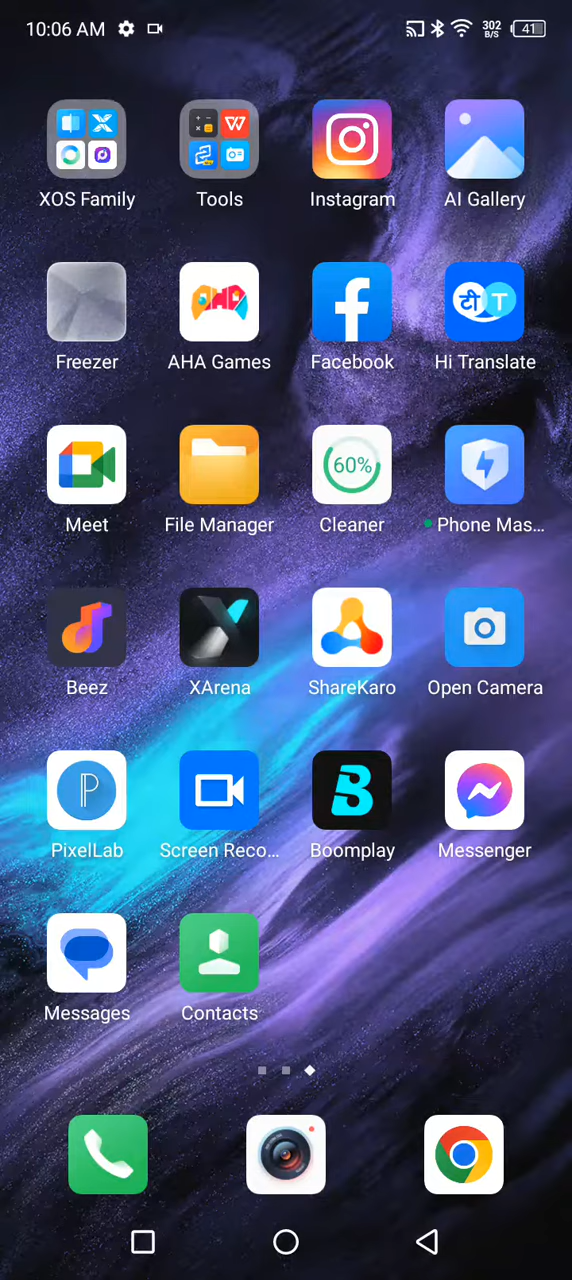 10:06 AM 302 B/S 41
XOS Family Tools Instagram AI Gallery
AHA
टी T
Freezer AHA Games Facebook Hi Translate
60%
Meet File Manager Cleaner Phone Mas...
Beez XArena ShareKaro Open Camera
PixelLab Screen Reco... Boomplay Messenger
Messages Contacts